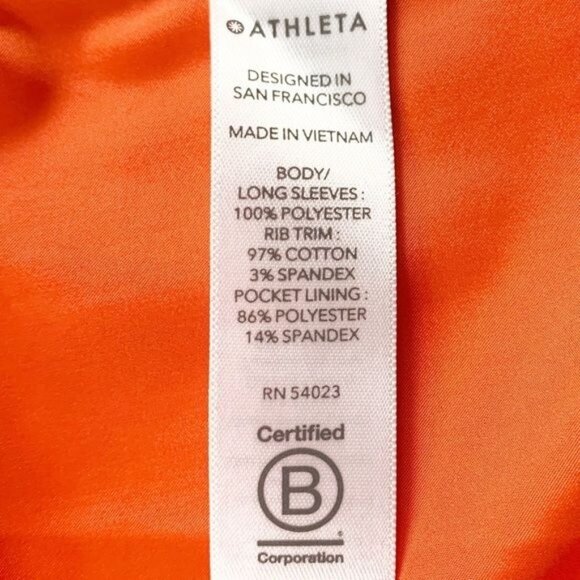 ATHLETA
DESIGNED IN
SAN FRANCISCO
MADE IN VIETNAM
BODY/
LONG SLEEVES :
100% POLYESTER
RIB TRIM :
97% COTTON
3% SPANDEX
POCKET LINING :
86% POLYESTER
14% SPANDEX
RN 54023
Certified
B
Corporation